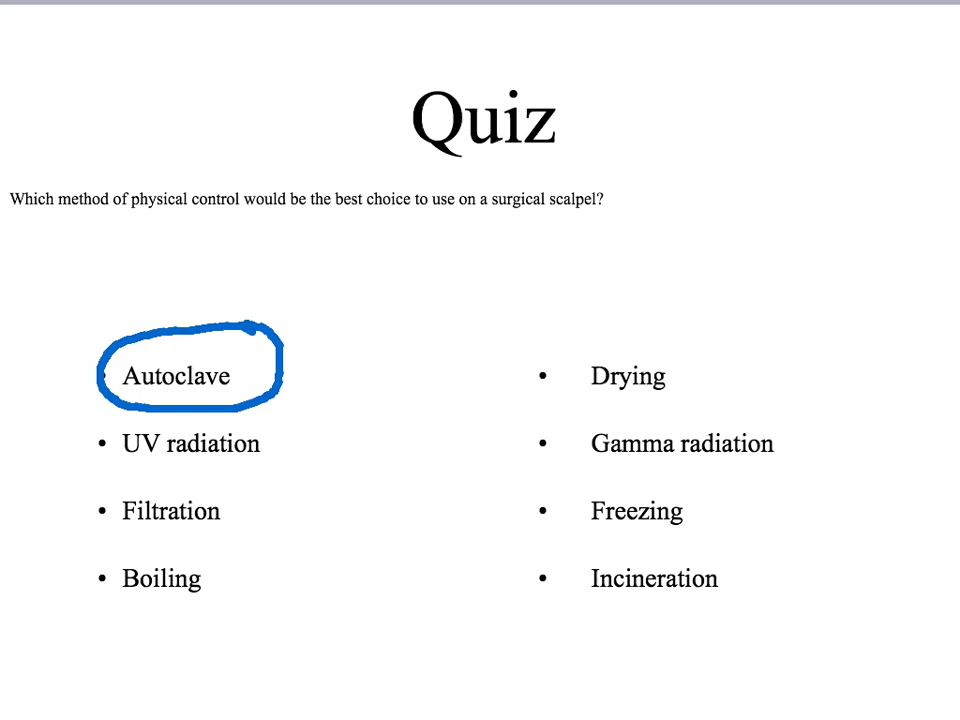 Quiz
Which method of physical control would be the best choice to use on a surgical scalpel?
• Autoclave
• UV radiation
• Filtration
• Boiling
• Drying
• Gamma radiation
• Freezing
• Incineration